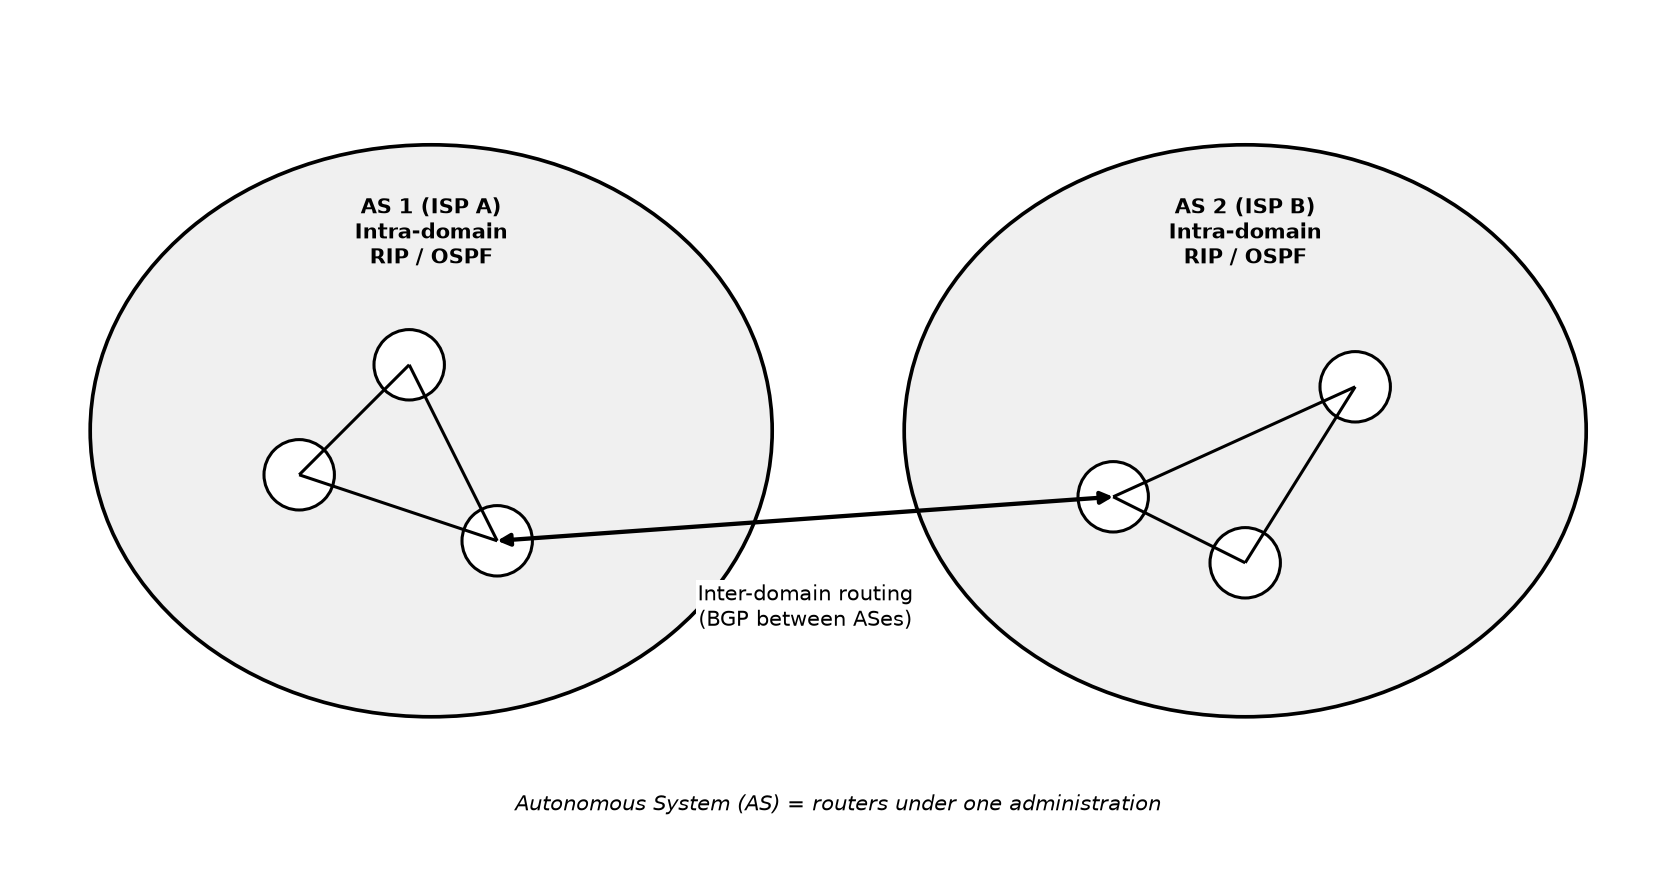 AS 1 (ISP A)
Intra-domain
RIP / OSPF
AS 2 (ISP B)
Intra-domain
RIP / OSPF
Inter-domain routing
(BGP between ASes)
Autonomous System (AS) = routers under one administration